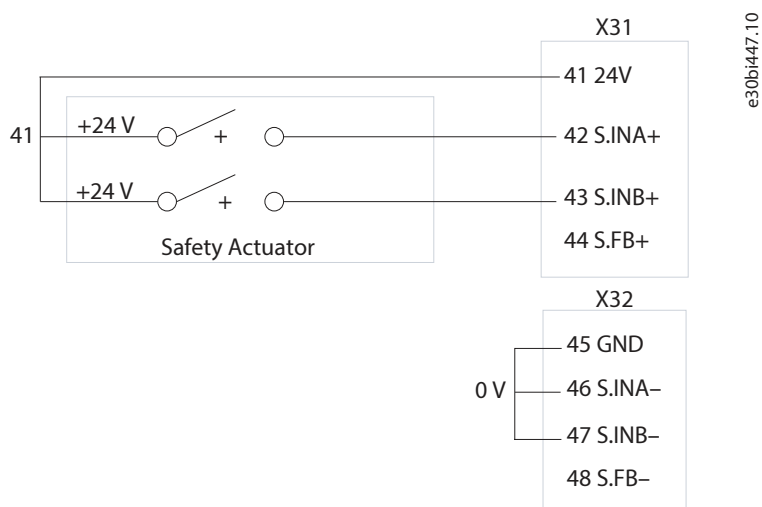 e30bi447.10
X31
41 24V
41
+24 V
+
42 S.INA+
+24 V
+
43 S.INB+
44 S.FB+
Safety Actuator
X32
45 GND
0 V
46 S.INA–
47 S.INB–
48 S.FB–